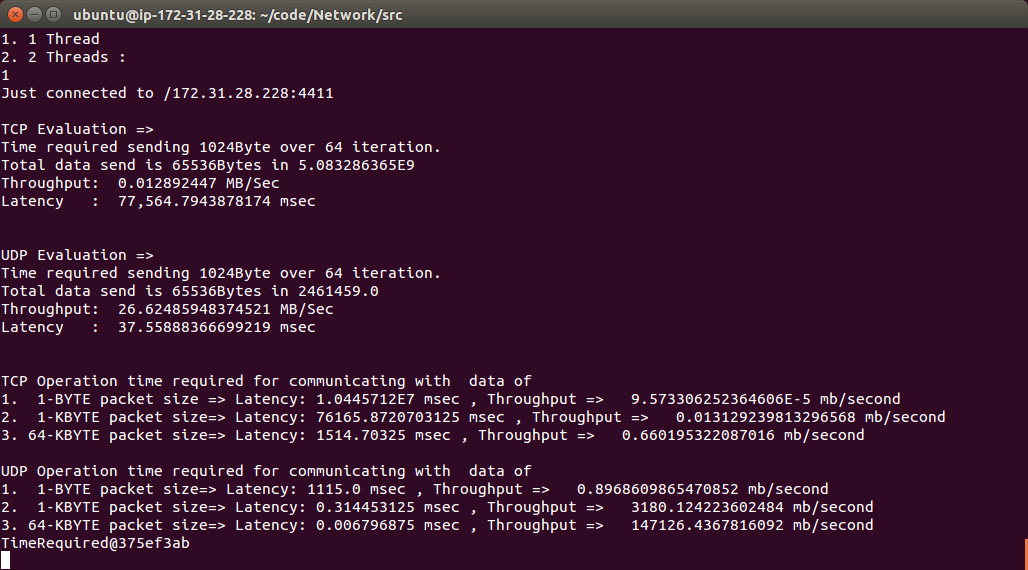 ubuntu@ip-172-31-28-228: ~/code/Network/src
1. 1 Thread
2. 2 Threads :
1
Just connected to /172.31.28.228:4411
TCP Evaluation =>
Time required sending 1024Byte over 64 iteration.
Total data send is 65536Bytes in 5.083286365E9
Throughput:  0.012892447 MB/Sec
Latency   :  77,564.7943878174 msec
UDP Evaluation =>
Time required sending 1024Byte over 64 iteration.
Total data send is 65536Bytes in 2461459.0
Throughput:  26.62485948374521 MB/Sec
Latency   :  37.55888366699219 msec
TCP Operation time required for communicating with  data of
1.  1-BYTE packet size => Latency: 1.0445712E7 msec , Throughput =>   9.573306252364606E-5 mb/second
2.  1-KBYTE packet size=> Latency: 76165.8720703125 msec , Throughput =>   0.013129239813296568 mb/second
3. 64-KBYTE packet size=> Latency: 1514.70325 msec , Throughput =>   0.660195322087016 mb/second
UDP Operation time required for communicating with  data of
1.  1-BYTE packet size=> Latency: 1115.0 msec , Throughput =>   0.8968609865470852 mb/second
2.  1-KBYTE packet size=> Latency: 0.314453125 msec , Throughput =>   3180.124223602484 mb/second
3. 64-KBYTE packet size=> Latency: 0.006796875 msec , Throughput =>   147126.4367816092 mb/second
TimeRequired@375ef3ab